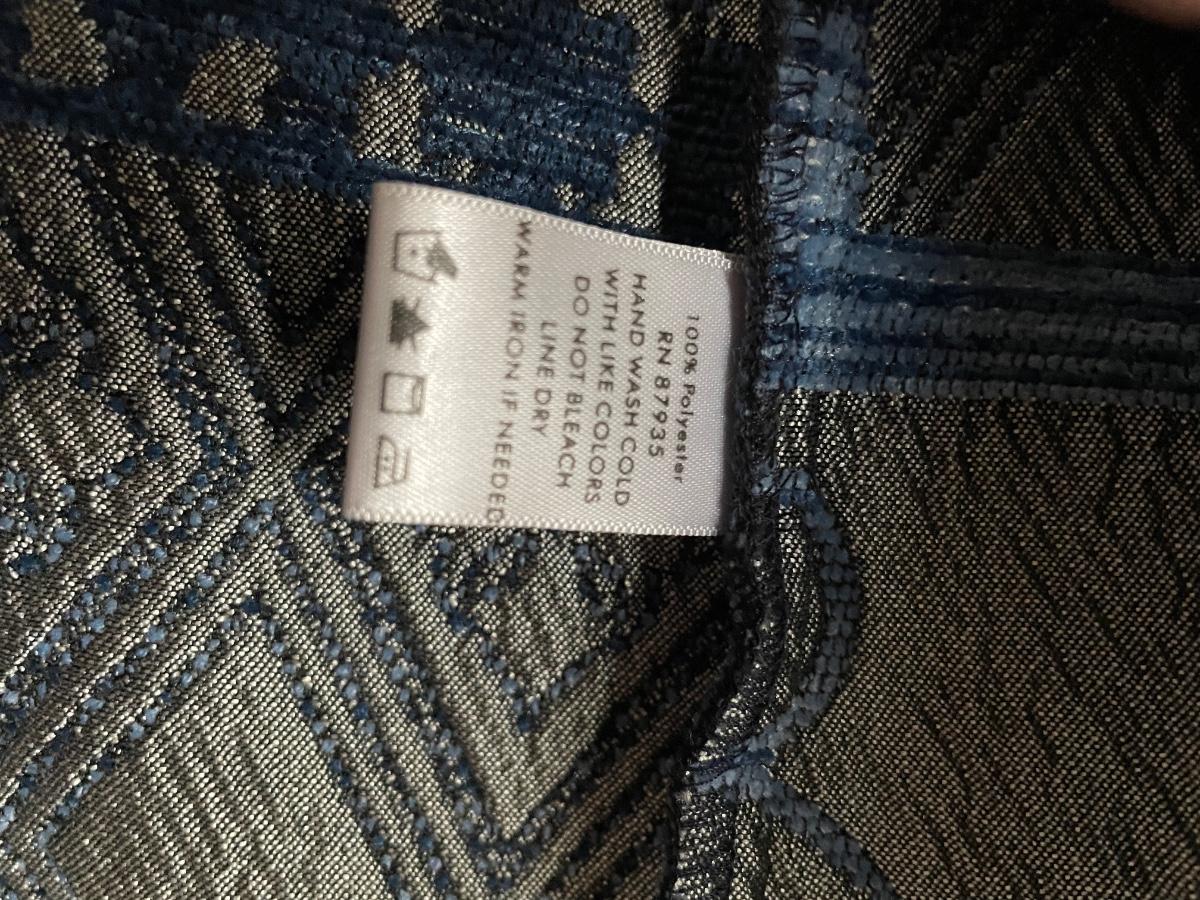 100% Polyester
RN 87935
HAND WASH COLD
WITH LIKE COLORS
DO NOT BLEACH
LINE DRY
WARM IRON IF NEEDED